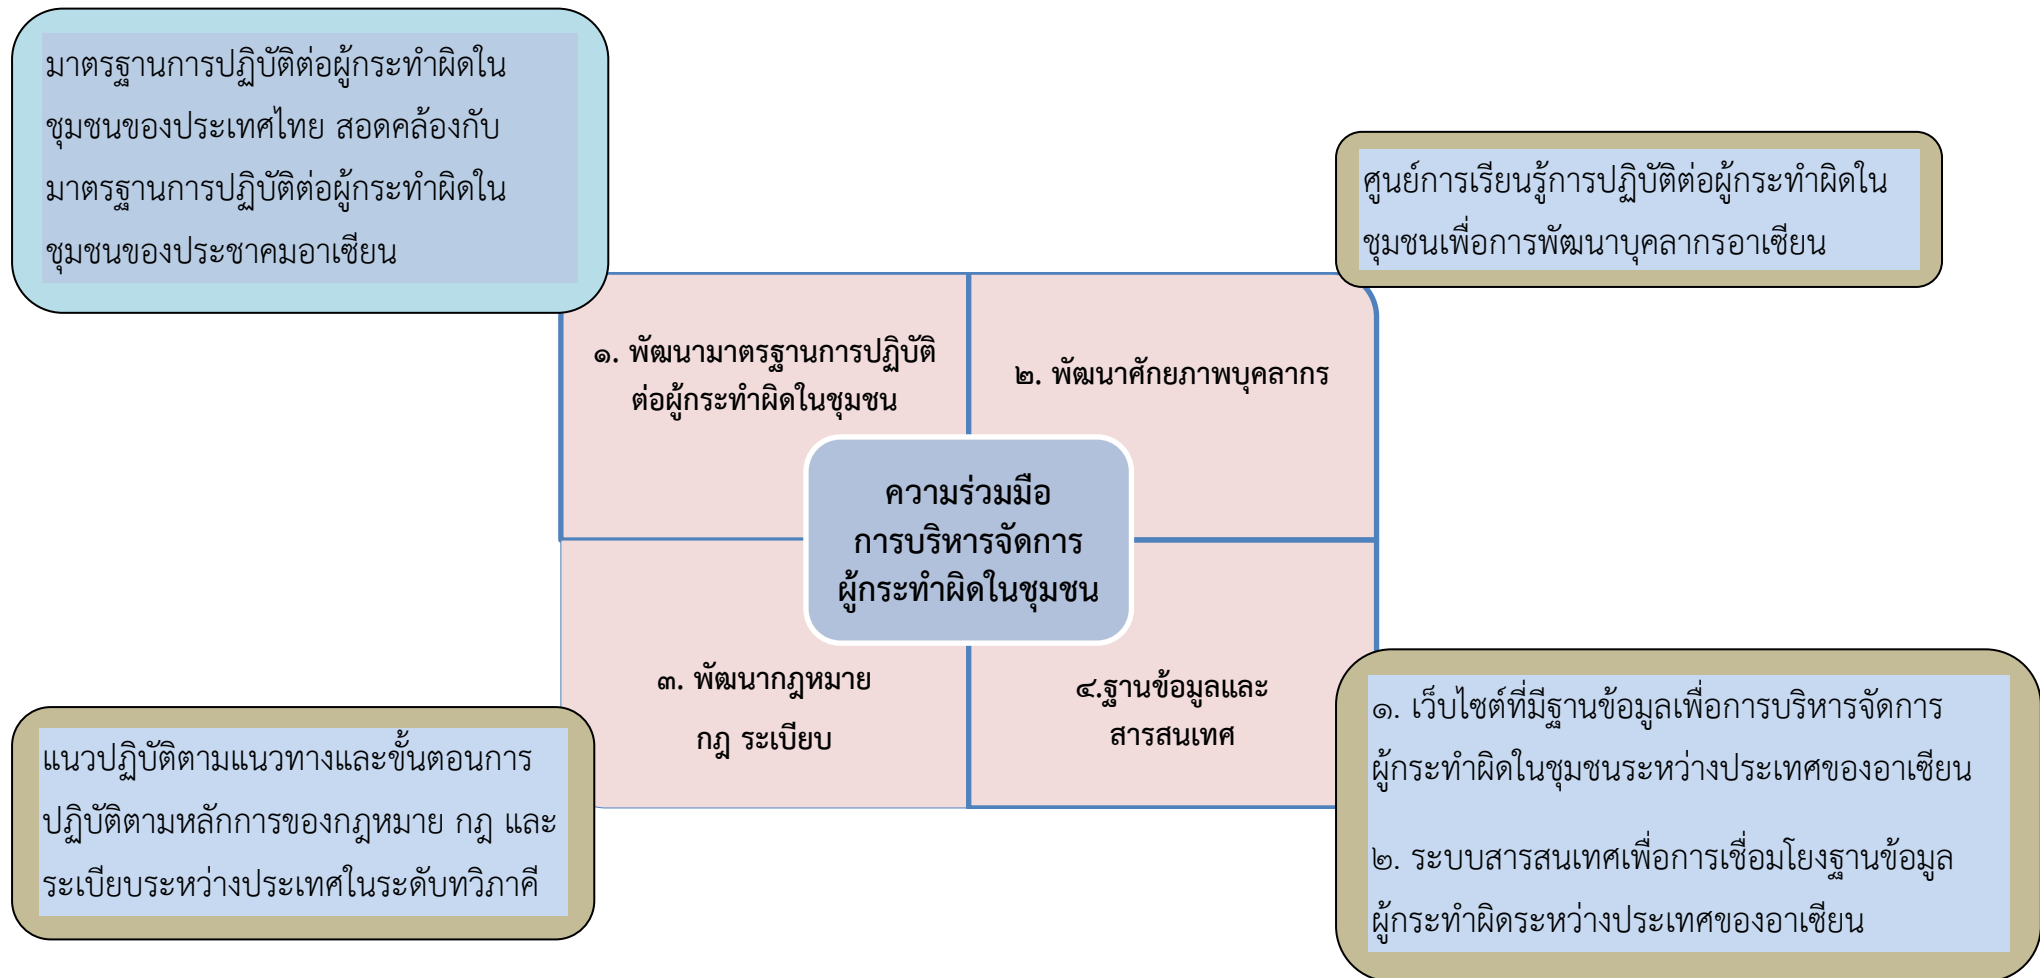 มาตรฐานการปฏิบัติต่อผู้กระทำผิดใน
ชุมชนของประเทศไทย สอดคล้องกับ
มาตรฐานการปฏิบัติต่อผู้กระทำผิดใน
ชุมชนของประชาคมอาเซียน
ศูนย์การเรียนรู้การปฏิบัติต่อผู้กระทำผิดใน
ชุมชนเพื่อการพัฒนาบุคลากรอาเซียน
๑. พัฒนามาตรฐานการปฏิบัติ
ต่อผู้กระทำผิดในชุมชน
๒. พัฒนาศักยภาพบุคลากร
ความร่วมมือ
การบริหารจัดการ
ผู้กระทำผิดในชุมชน
๓. พัฒนากฎหมาย
กฎ ระเบียบ
๔.ฐานข้อมูลและ
สารสนเทศ
แนวปฏิบัติตามแนวทางและขั้นตอนการ
ปฏิบัติตามหลักการของกฎหมาย กฎ และ
ระเบียบระหว่างประเทศในระดับทวิภาคี
๑. เว็บไซต์ที่มีฐานข้อมูลเพื่อการบริหารจัดการ
ผู้กระทำผิดในชุมชนระหว่างประเทศของอาเซียน
๒. ระบบสารสนเทศเพื่อการเชื่อมโยงฐานข้อมูล
ผู้กระทำผิดระหว่างประเทศของอาเซียน